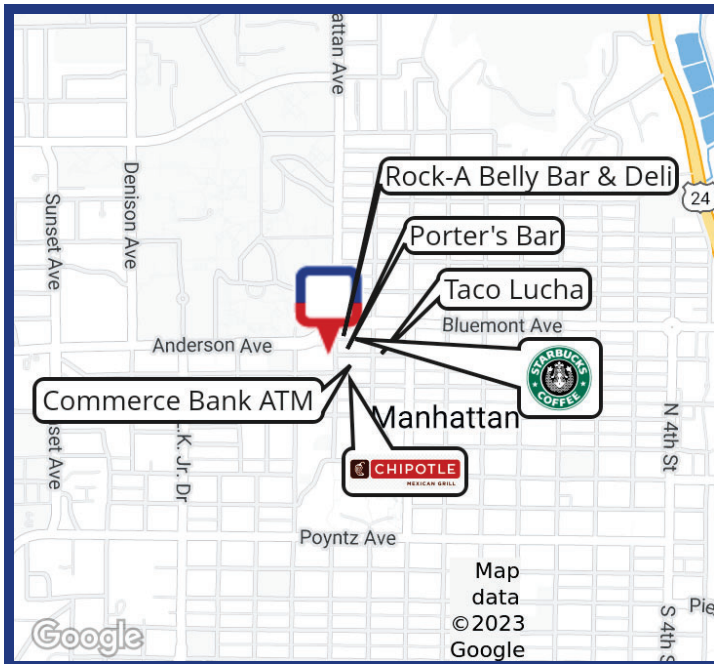 attan Ave
Rock-A Belly Bar & Deli
24
Denison Ave
Sunset Ave
Porter's Bar
Taco Lucha
Bluemont Ave
Anderson Ave
STARBUCKS
COFFEE
Commerce Bank ATM
Manhattan
N 4th St
set Ave
.K. Jr. Dr
CHIPOTLE
MEXICAN GRILL
Poyntz Ave
Map
data
©2023
Google
Pie
S 4th St
Google